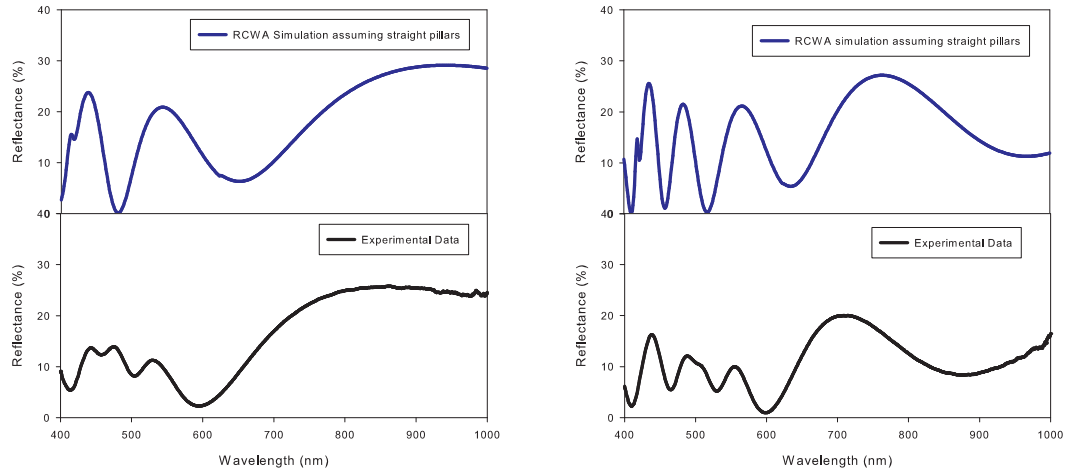 40
30
20
10
Reflectance (%)
RCWA Simulation assuming straight pillars
40
0
30
20
10
0
Reflectance (%)
Experimental Data
400 500 600 700 800 900 1000
Wavelength (nm)
40
30
20
10
Reflectance (%)
RCWA simulation assuming straight pillars
40
0
30
20
10
0
Reflectance (%)
Experimental Data
400 500 600 700 800 900 1000
Wavelength (nm)